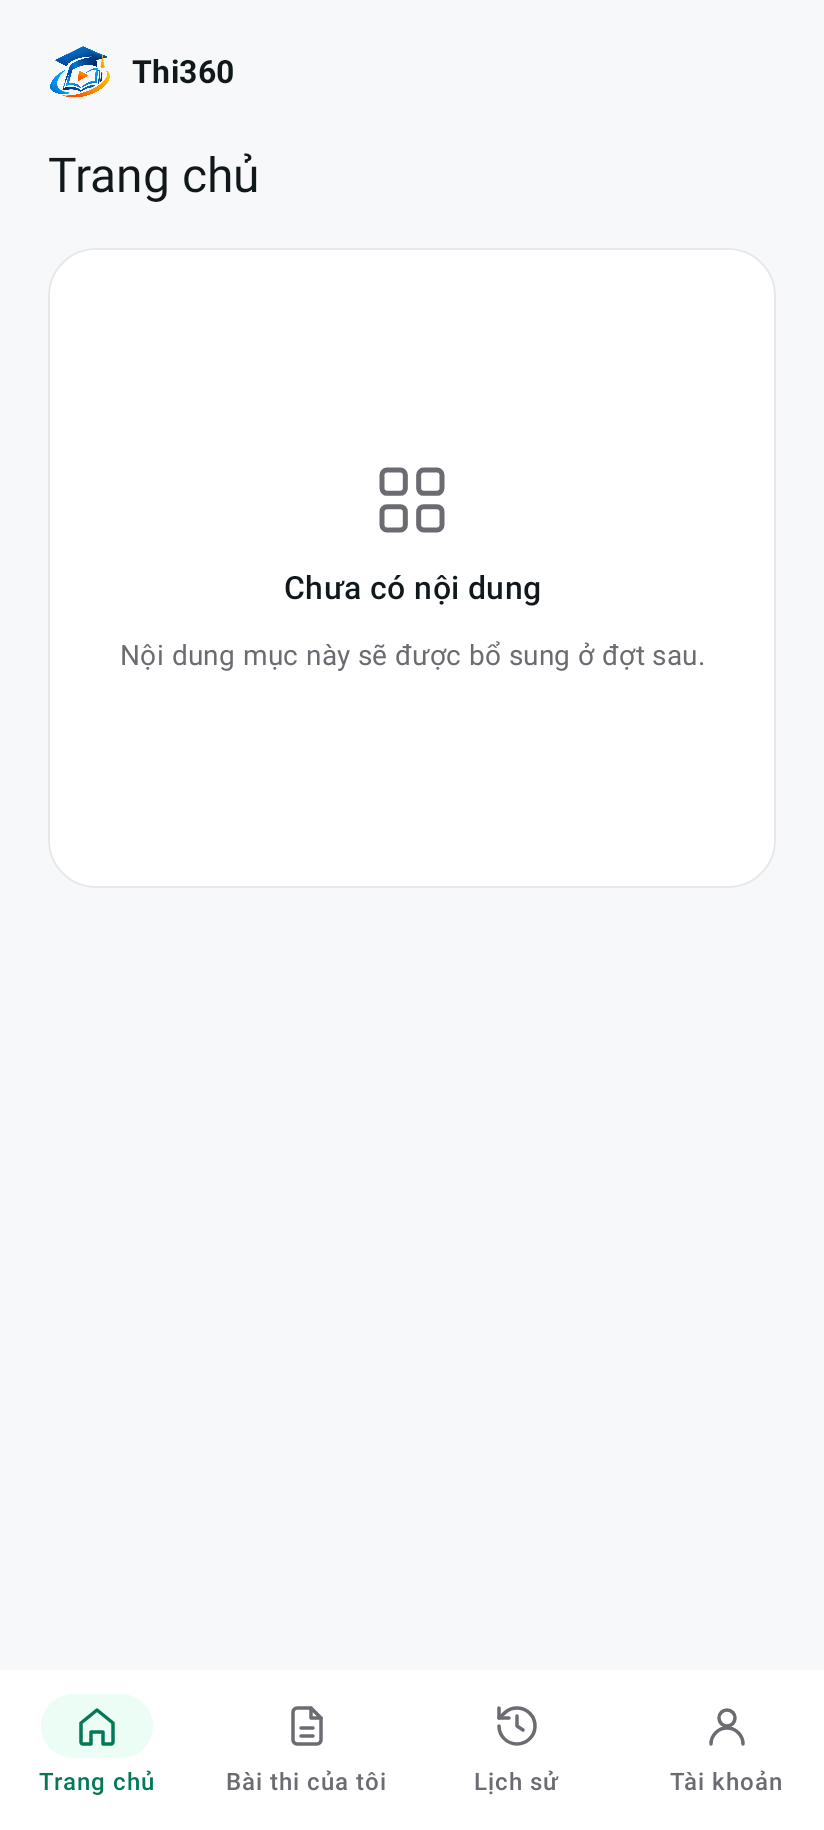 Thi360
Trang chủ
Chưa có nội dung
Nội dung mục này sẽ được bổ sung ở đợt sau.
Trang chủ
Bài thi của tôi
Lịch sử
Tài khoản